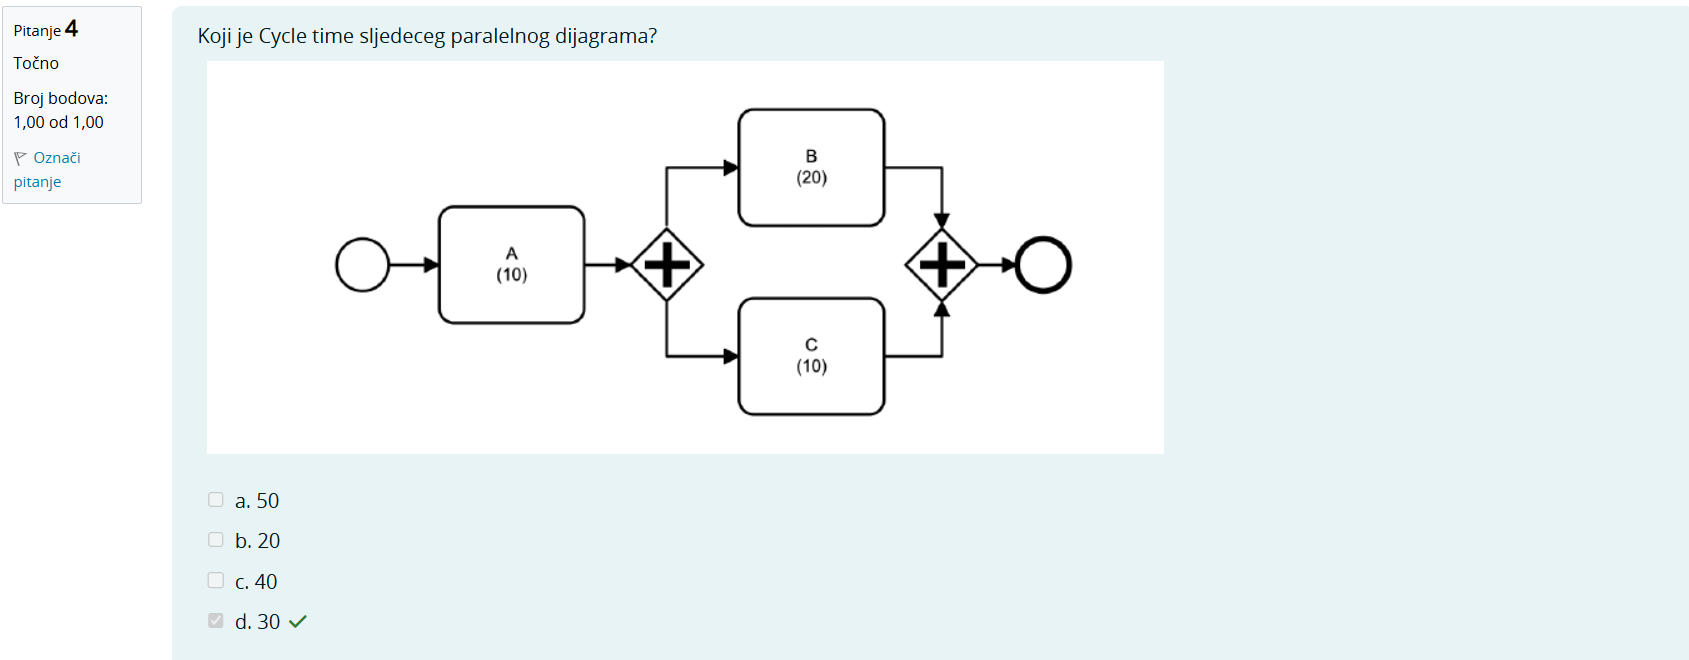 Pitanje 4
Točno
Broj bodova:
1,00 od 1,00
Označi
pitanje
Koji je Cycle time sljedeceg paralelnog dijagrama?
B
(20)
A
(10)
C
(10)
a. 50
b. 20
c. 40
d. 30